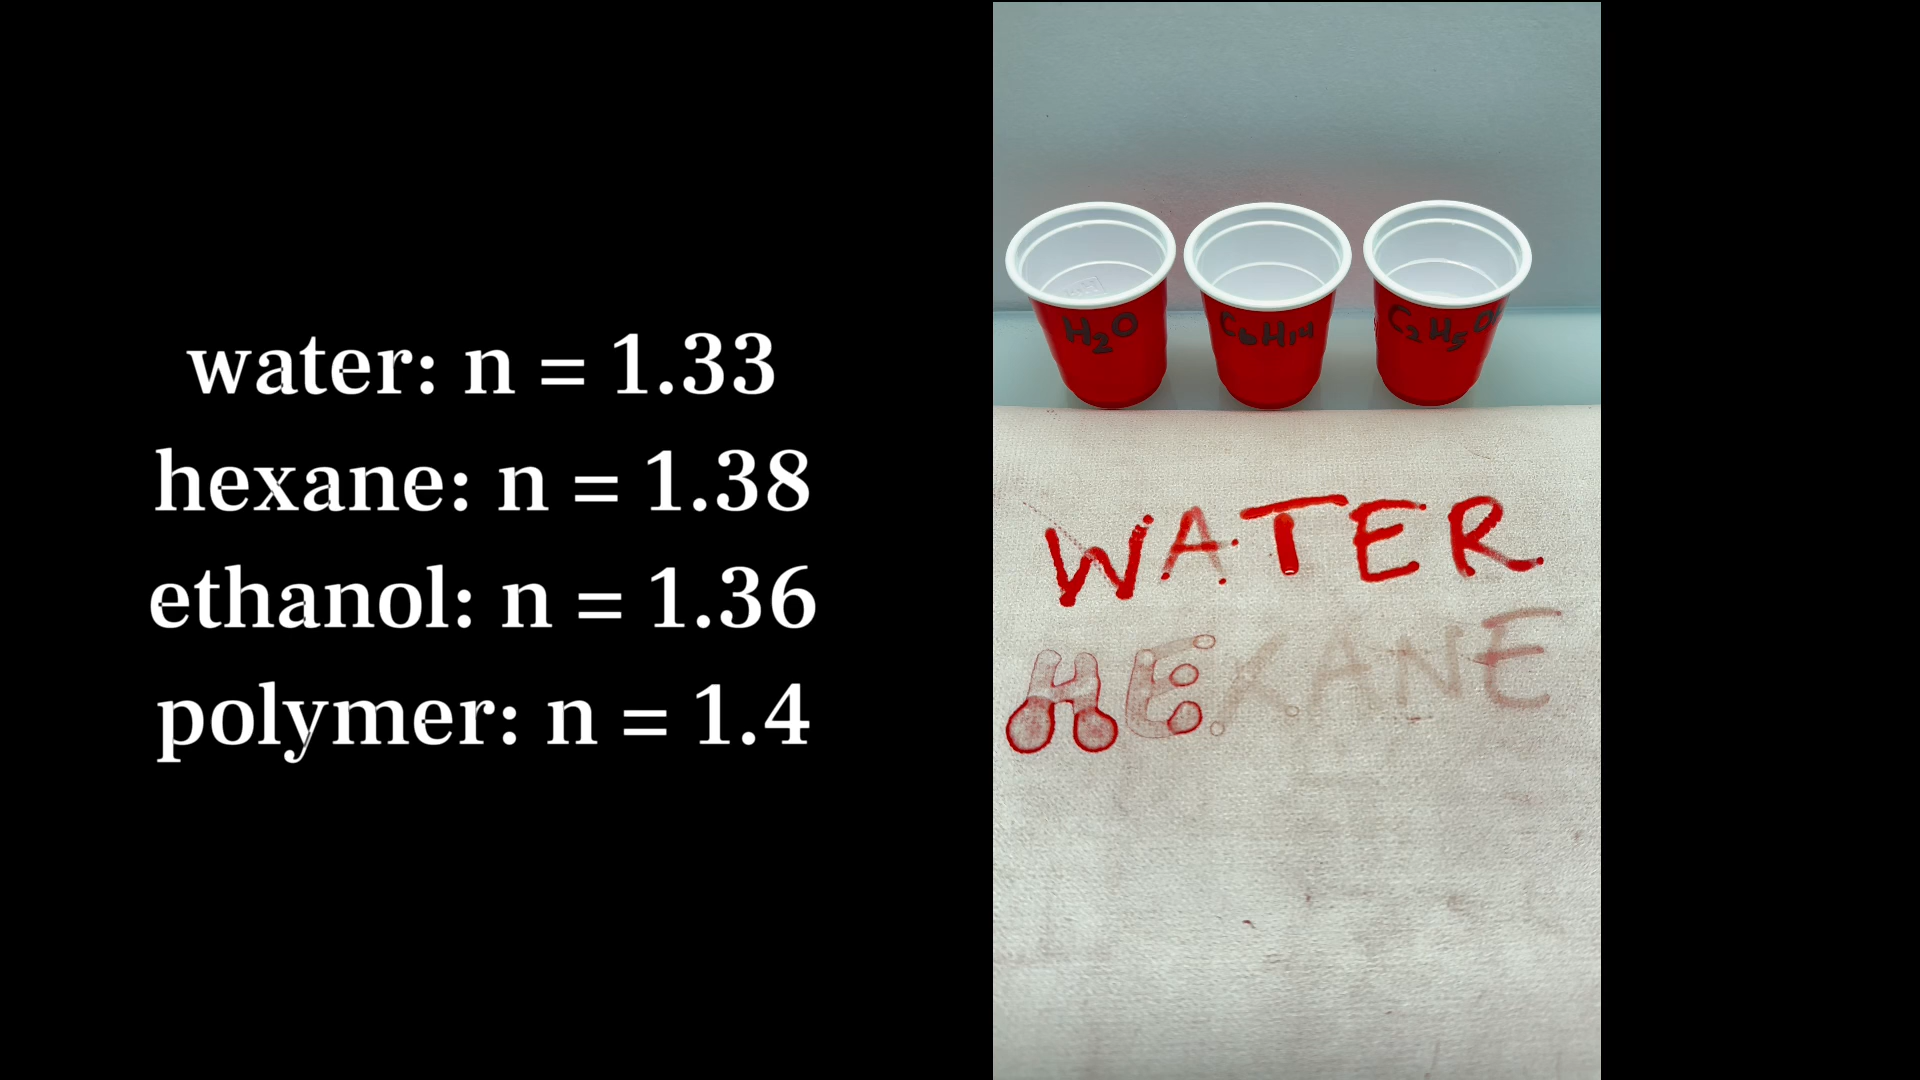 water: n = 1.33
hexane: n = 1.38
ethanol: n = 1.36
polymer: n = 1.4
H2O
C6H14
C2H5O
WATER
HEXANE